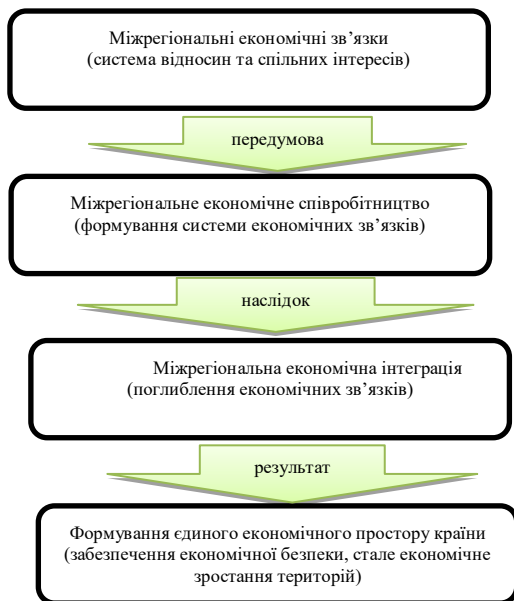 Міжрегіональні економічні зв’язки
(система відносин та спільних інтересів)
передумова
Міжрегіональне економічне співробітництво
(формування системи економічних зв’язків)
наслідок
Міжрегіональна економічна інтеграція
(поглиблення економічних зв’язків)
результат
Формування єдиного економічного простору країни
(забезпечення економічної безпеки, стале економічне
зростання територій)